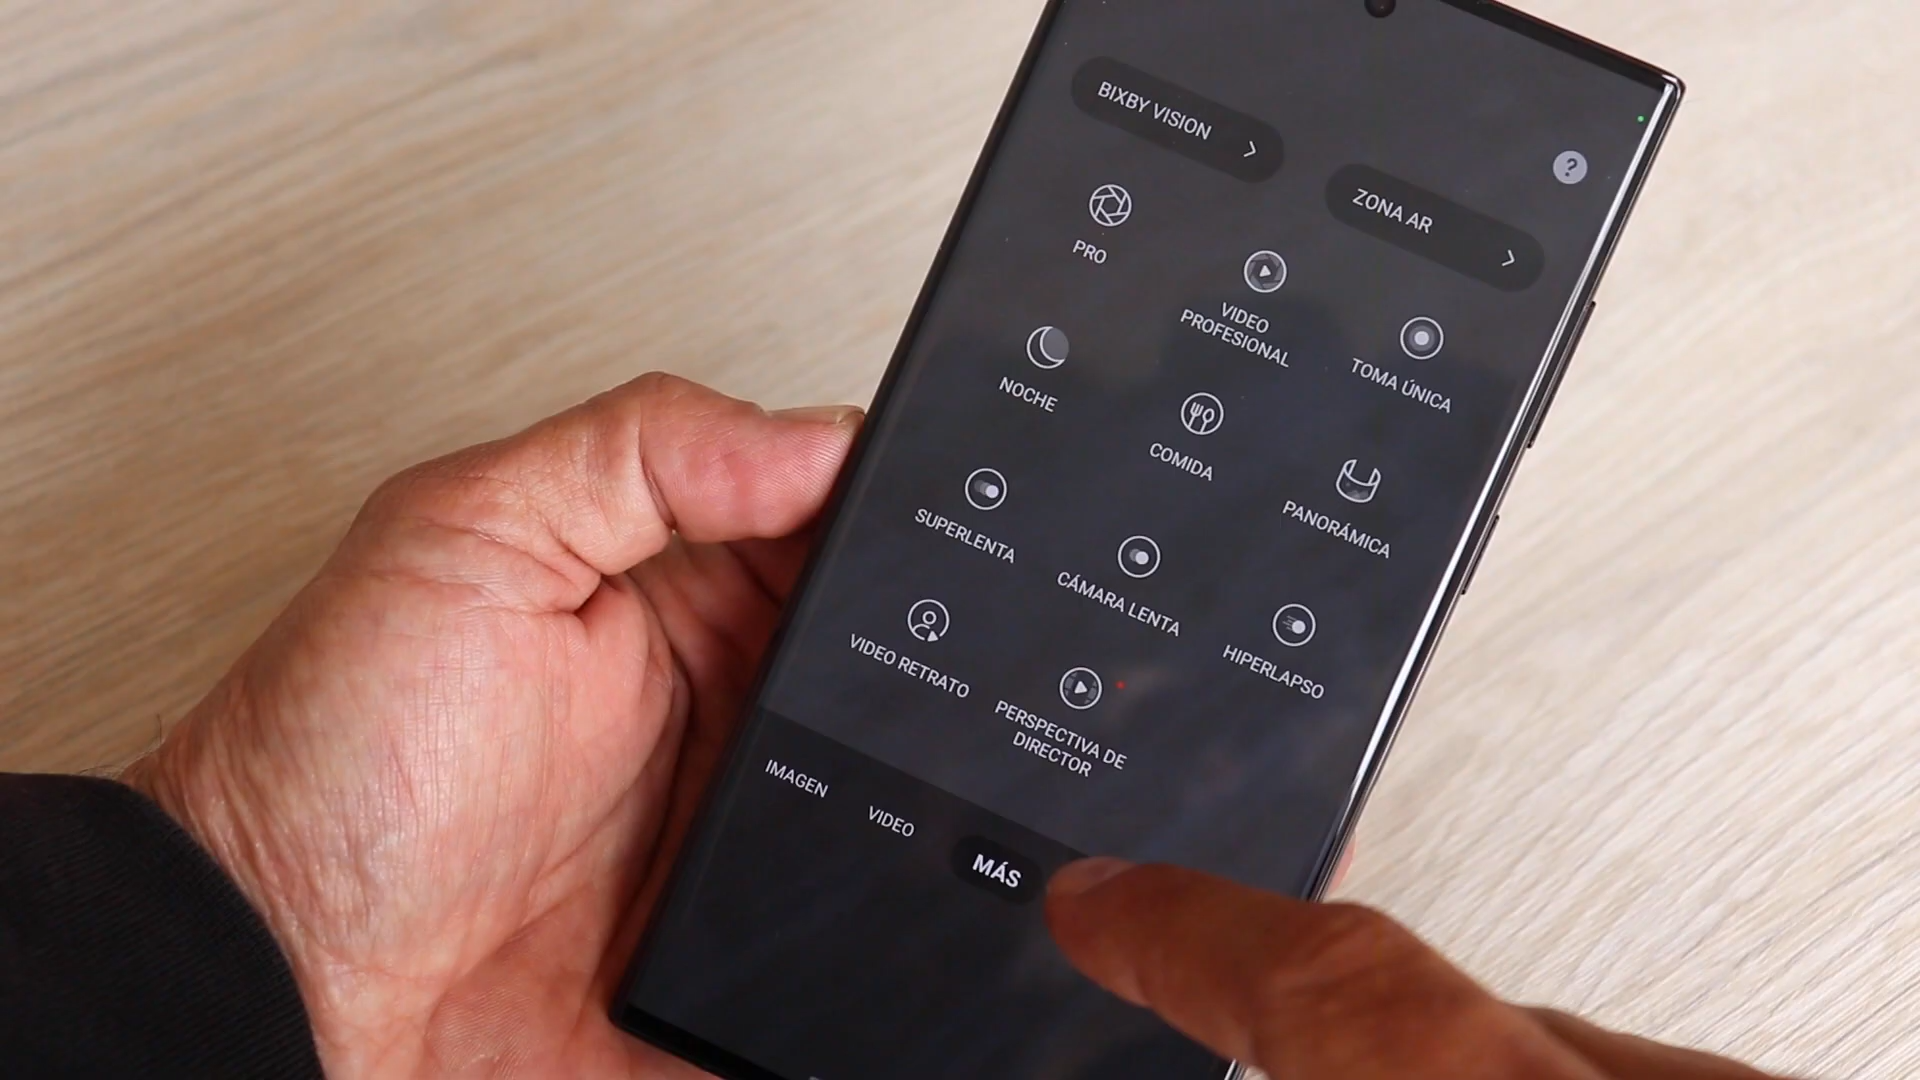 BIXBY VISION
ZONA AR
?
PRO
VIDEO
PROFESIONAL
TOMA ÚNICA
NOCHE
COMIDA
PANORÁMICA
SUPERLENTA
CÁMARA LENTA
HIPERLAPSO
VIDEO RETRATO
PERSPECTIVA DE
DIRECTOR
IMAGEN
VIDEO
MÁS